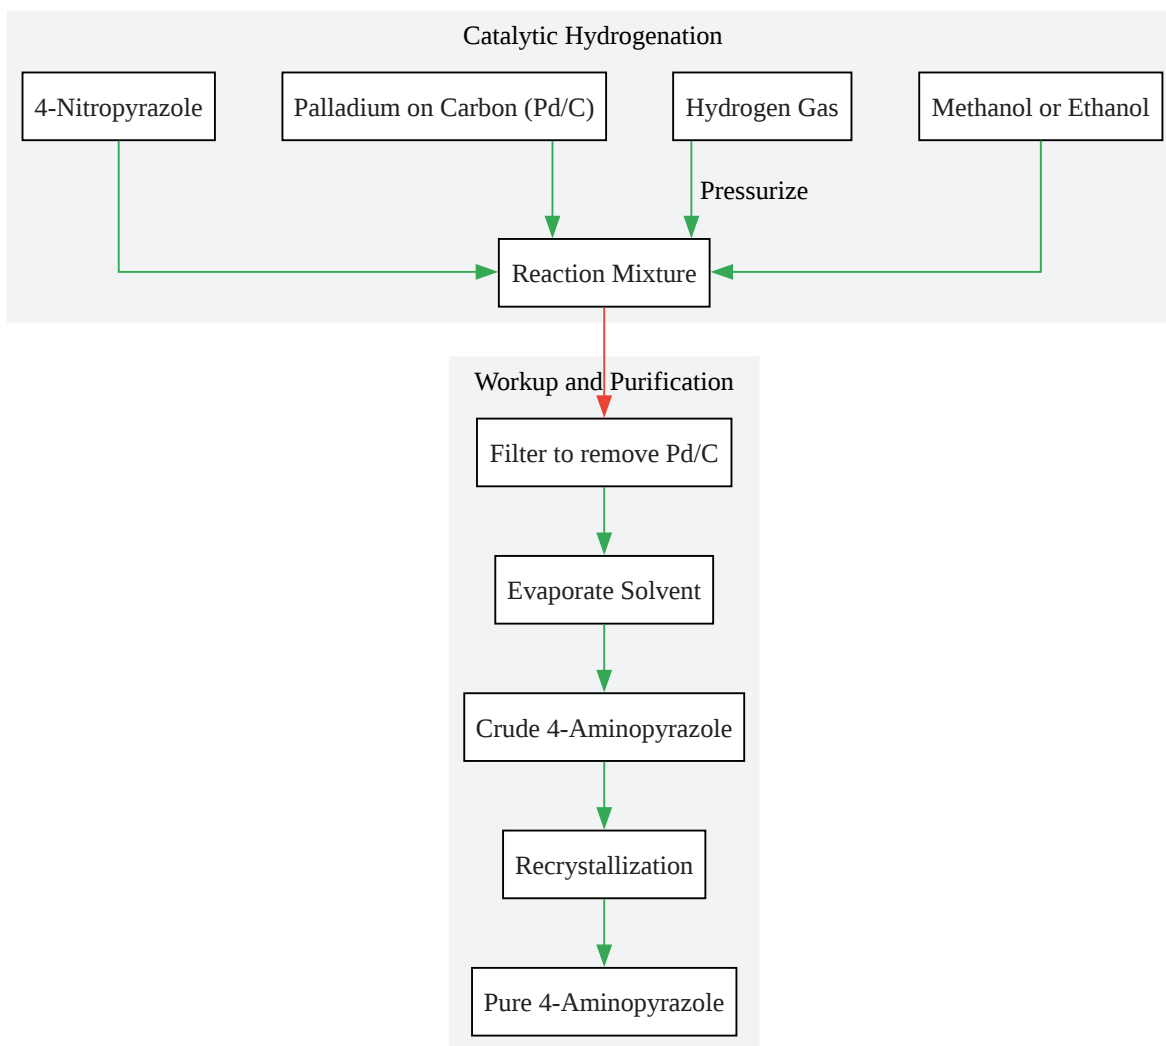 Catalytic Hydrogenation
4-Nitropyrazole
Palladium on Carbon (Pd/C)
Hydrogen Gas
Methanol or Ethanol
Pressurize
Reaction Mixture
Workup and Purification
Filter to remove Pd/C
Evaporate Solvent
Crude 4-Aminopyrazole
Recrystallization
Pure 4-Aminopyrazole